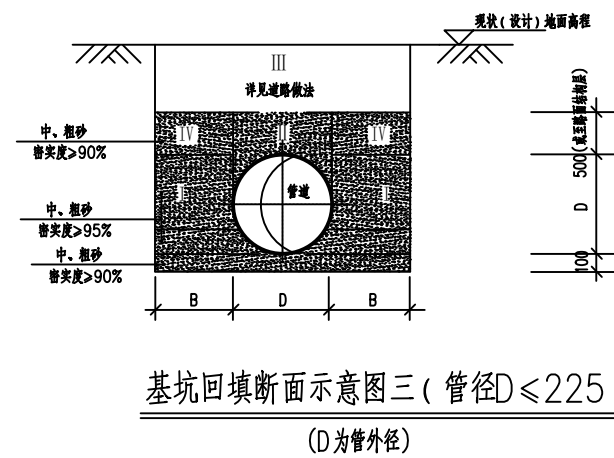 现状(设计)地面高程
III
详见道路做法
IV II IV
中、粗砂
密实度≥90%
I 管道 I
中、粗砂
密实度≥95%
中、粗砂
密实度≥90%
500(或至路面结构层)
D
100
B D B
基坑回填断面示意图三(管径D≤225
(D为管外径)